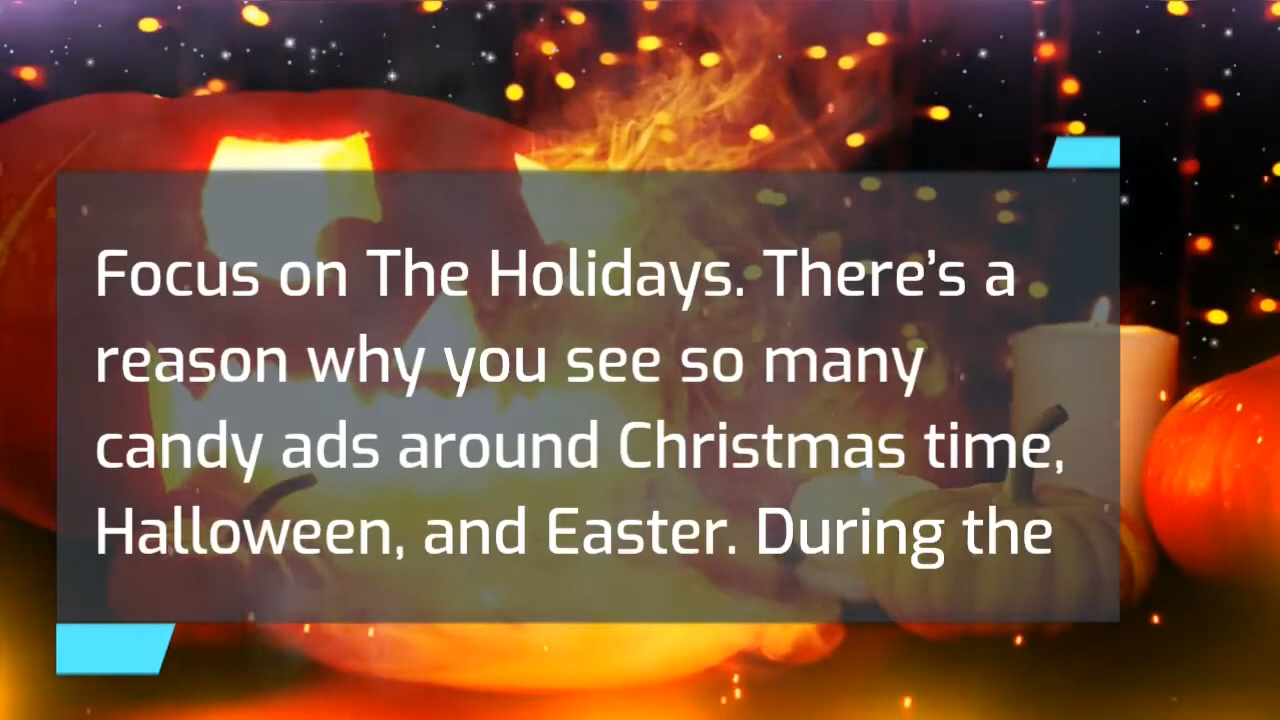 Focus on The Holidays. There’s a
reason why you see so many
candy ads around Christmas time,
Halloween, and Easter. During the